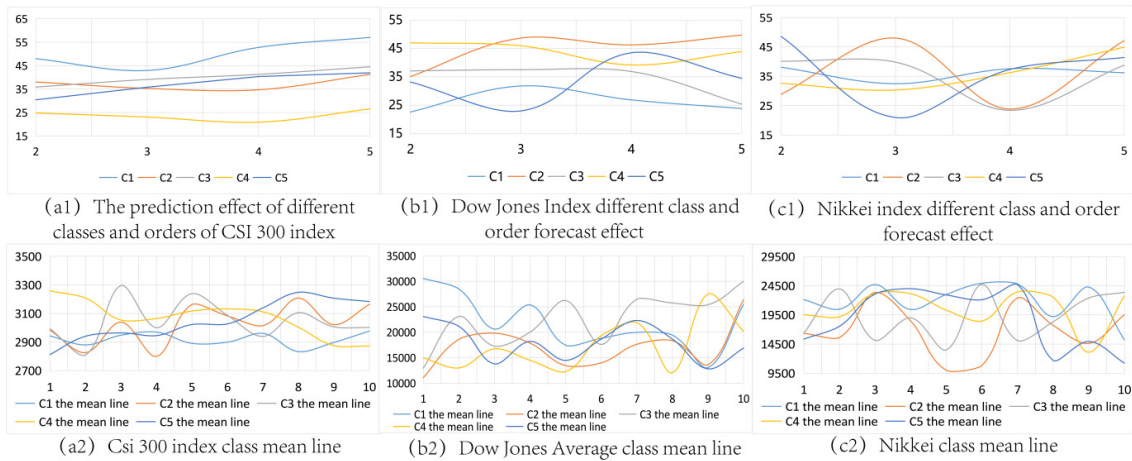 65
55
45
35
25
15
2 3 4 5
C1 C2 C3 C4 C5
(a1) The prediction effect of different
classes and orders of CSI 300 index
55
45
35
25
15
2 3 4 5
C1 C2 C3 C4 C5
(b1) Dow Jones Index different class and
order forecast effect
55
45
35
25
15
2 3 4 5
C1 C2 C3 C4 C5
(c1) Nikkei index different class and order
forecast effect
3500
3300
3100
2900
2700
1 2 3 4 5 6 7 8 9 10
C1 the mean line C2 the mean line C3 the mean line
C4 the mean line C5 the mean line
(a2) Csi 300 index class mean line
35000
30000
25000
20000
15000
10000
1 2 3 4 5 6 7 8 9 10
C1 the mean line C2 the mean line C3 the mean line
C4 the mean line C5 the mean line
(b2) Dow Jones Average class mean line
29500
24500
19500
14500
9500
1 2 3 4 5 6 7 8 9 10
C1 the mean line C2 the mean line C3 the mean line
C4 the mean line C5 the mean line
(c2) Nikkei class mean line